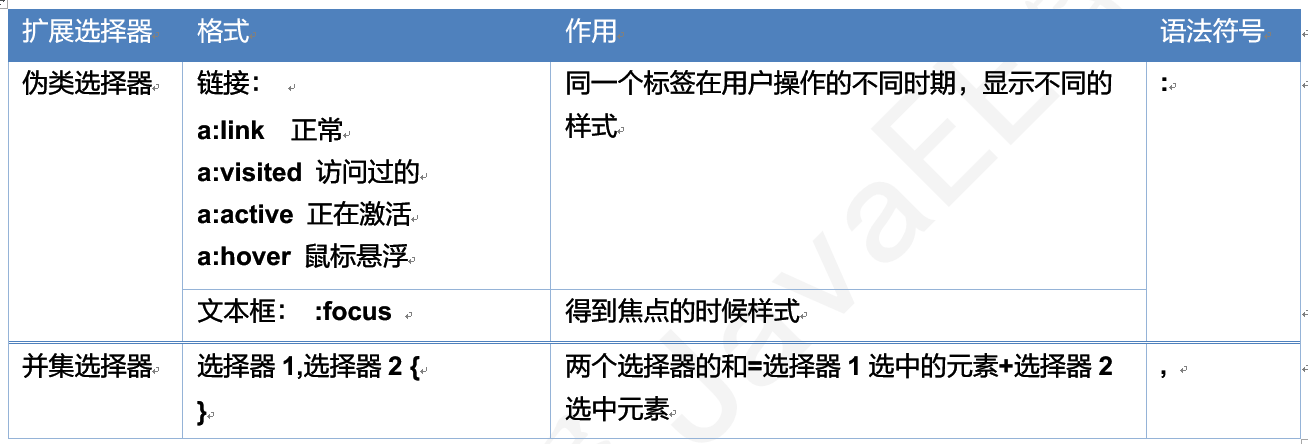 扩展选择器 格式 作用 语法符号
伪类选择器 链接： 同一个标签在用户操作的不同时期，显示不同的 :
a:link 正常 样式
a:visited 访问过的
a:active 正在激活
a:hover 鼠标悬浮
文本框： :focus 得到焦点的时候样式
并集选择器 选择器 1,选择器 2 { 两个选择器的和=选择器 1 选中的元素+选择器 2 ,
} 选中元素
JavaEE